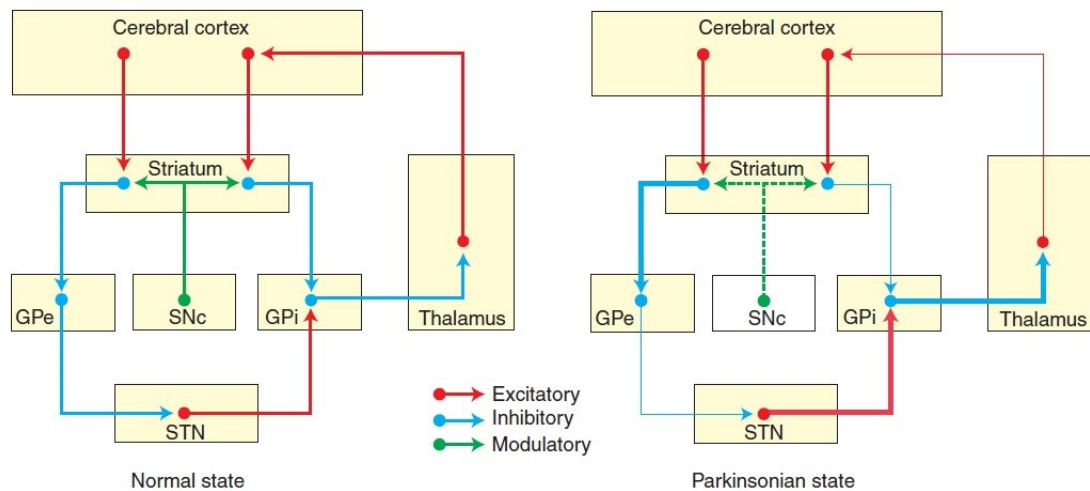 Cerebral cortex
Striatum
GPe
SNc
GPi
Thalamus
STN
Normal state
Excitatory
Inhibitory
Modulatory
Cerebral cortex
Striatum
GPe
SNc
GPi
Thalamus
STN
Parkinsonian state